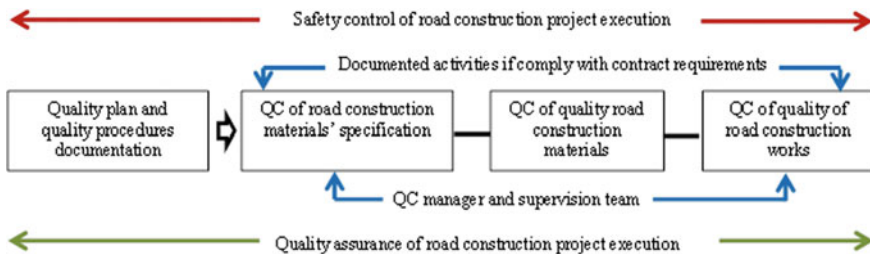 Safety control of road construction project execution
Documented activities if comply with contract requirements
Quality plan and
quality procedures
documentation
QC of road construction
materials' specification
QC of quality road
construction
materials
QC of quality of
road construction
works
QC manager and supervision team
Quality assurance of road construction project execution